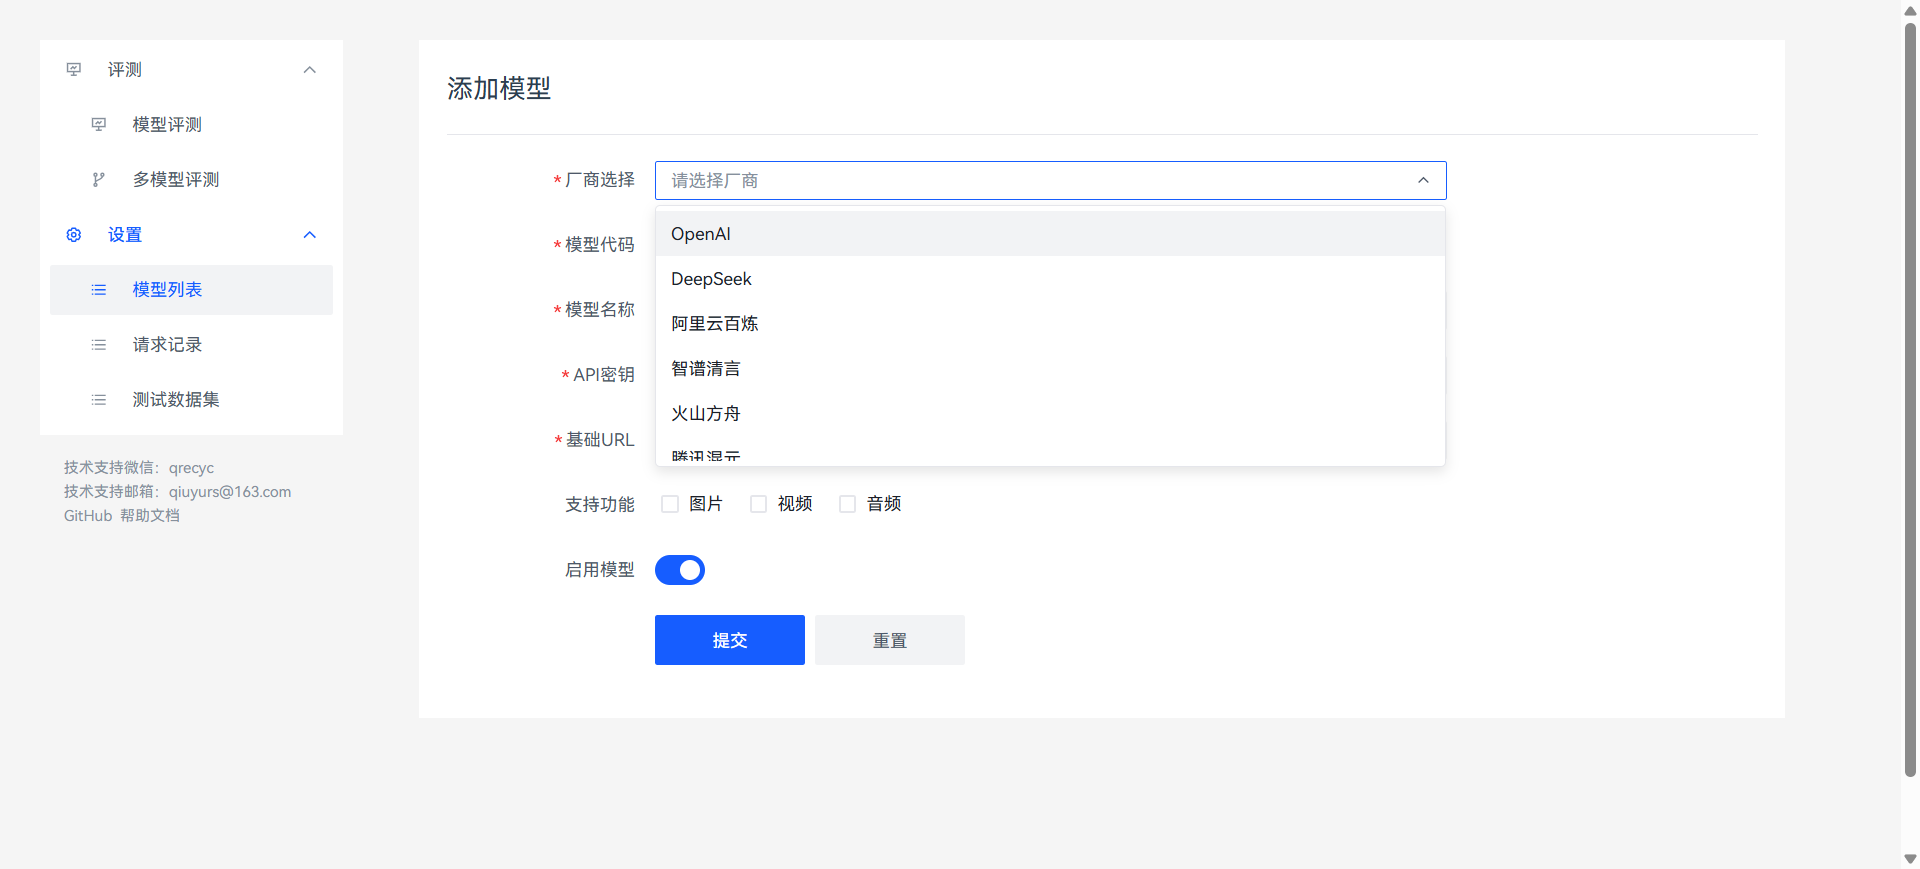 评测
模型评测
多模型评测
设置
模型列表
请求记录
测试数据集
技术支持微信：qrecyc
技术支持邮箱：qiuyurs@163.com
GitHub 帮助文档
添加模型
* 厂商选择 请选择厂商
OpenAI
* 模型代码
DeepSeek
* 模型名称
阿里云百炼
智谱清言
* API密钥
火山方舟
* 基础URL
腾讯混元
支持功能 图片 视频 音频
启用模型
提交 重置